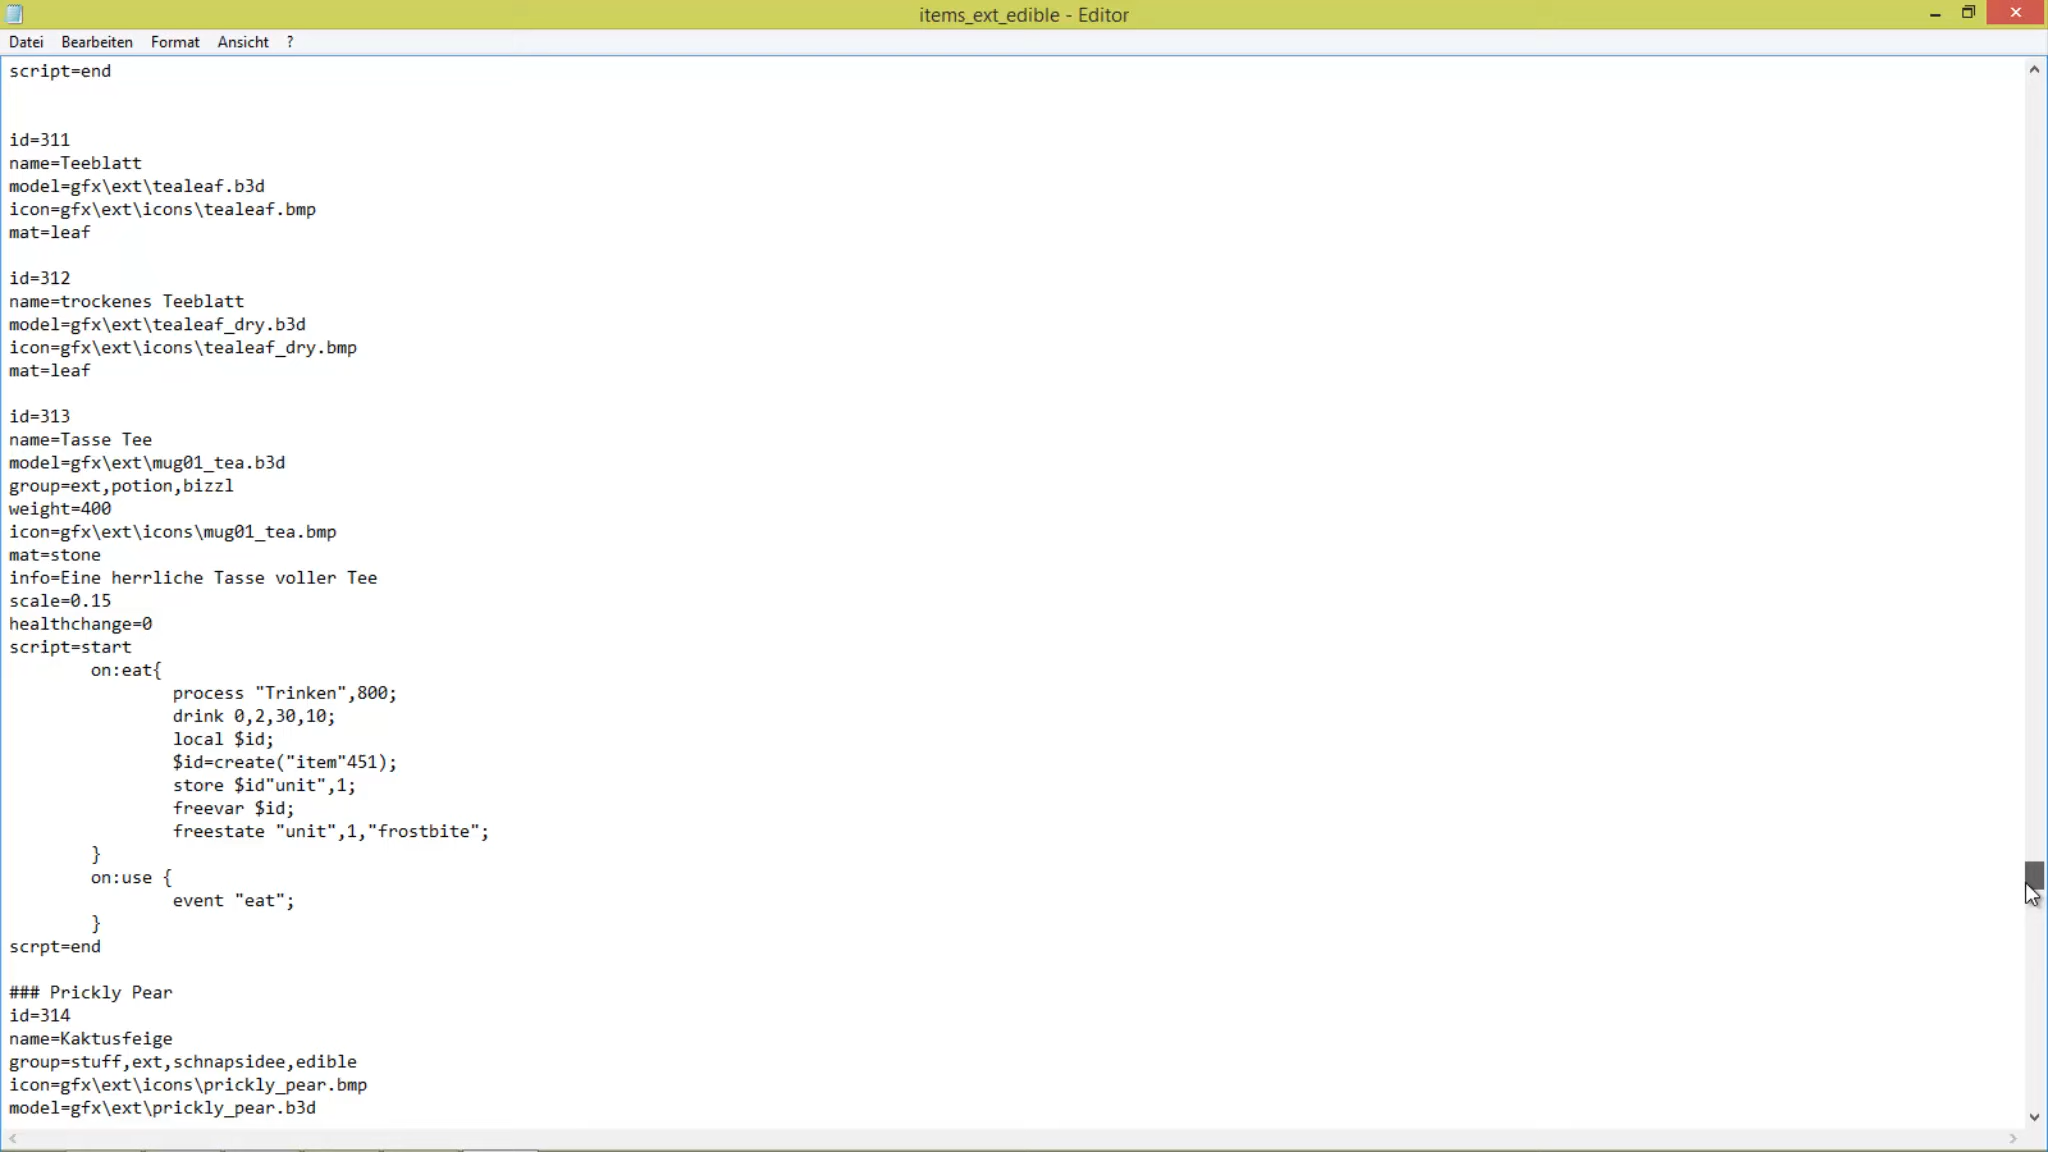 items_ext_edible - Editor
Datei Bearbeiten Format Ansicht ?
script=end
id=311
name=Teeblatt
model=gfx\ext\tealeaf.b3d
icon=gfx\ext\icons\tealeaf.bmp
mat=leaf
id=312
name=trockenes Teeblatt
model=gfx\ext\tealeaf_dry.b3d
icon=gfx\ext\icons\tealeaf_dry.bmp
mat=leaf
id=313
name=Tasse Tee
model=gfx\ext\mug01_tea.b3d
group=ext,potion,bizzl
weight=400
icon=gfx\ext\icons\mug01_tea.bmp
mat=stone
info=Eine herrliche Tasse voller Tee
scale=0.15
healthchange=0
script=start
on:eat{
process "Trinken",800;
drink 0,2,30,10;
local $id;
$id=create("item"451);
store $id"unit",1;
freevar $id;
freestate "unit",1,"frostbite";
}
on:use {
event "eat";
}
scrpt=end
### Prickly Pear
id=314
name=Kaktusfeige
group=stuff,ext,schnapsidee,edible
icon=gfx\ext\icons\prickly_pear.bmp
model=gfx\ext\prickly_pear.b3d